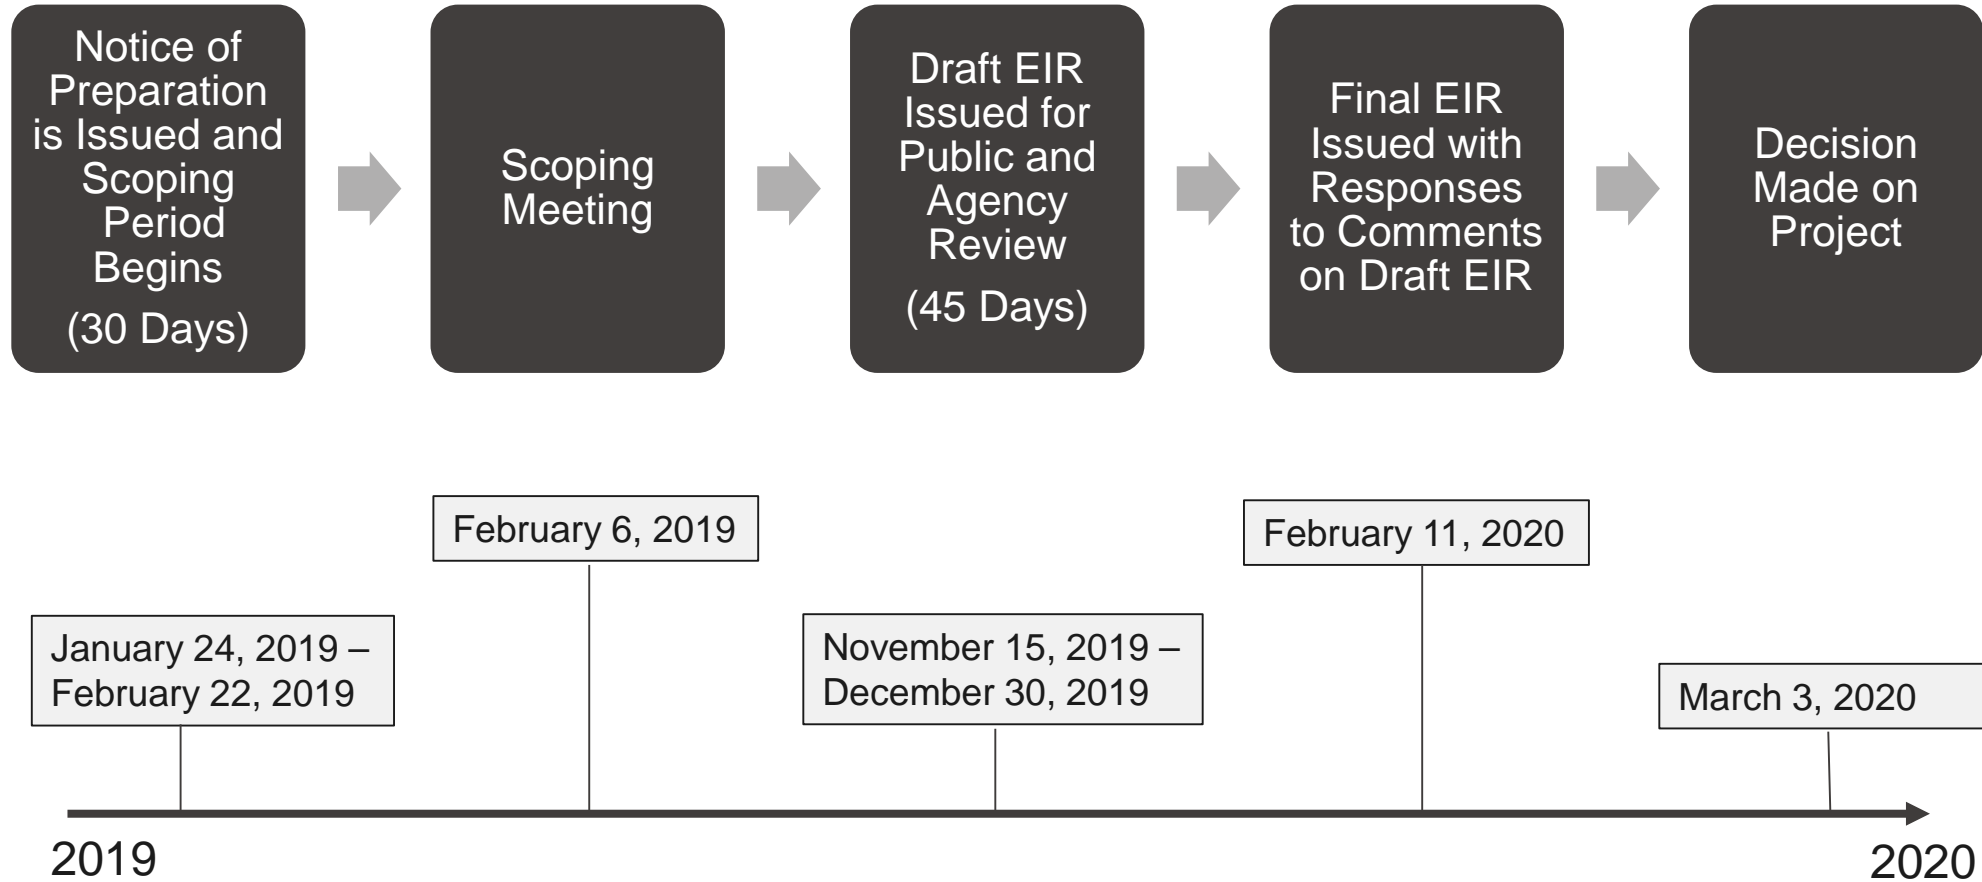 Notice of
Preparation
is Issued and
Scoping
Period
Begins
(30 Days)
Scoping
Meeting
Draft EIR
Issued for
Public and
Agency
Review
(45 Days)
Final EIR
Issued with
Responses
to Comments
on Draft EIR
Decision
Made on
Project
January 24, 2019 –
February 22, 2019
February 6, 2019
November 15, 2019 –
December 30, 2019
February 11, 2020
March 3, 2020
2019
2020